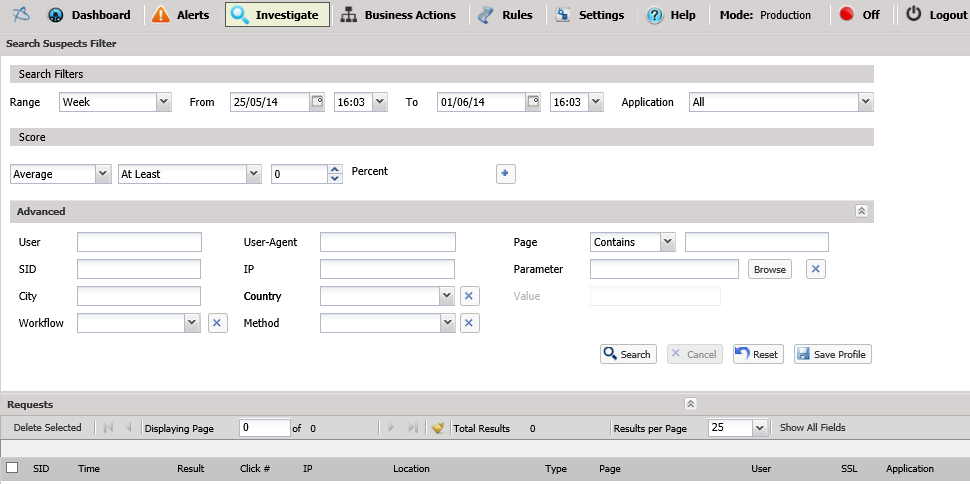 Dashboard Alerts Investigate Business Actions Rules Settings Help Mode: Production Off Logout
Search Suspects Filter
Search Filters
Range Week From 25/05/14 16:03 To 01/06/14 16:03 Application All
Score
Average At Least 0 Percent
Advanced
User User-Agent Page Contains
SID IP Parameter Browse
City Country Value
Workflow Method
Search Cancel Reset Save Profile
Requests
Delete Selected Displaying Page 0 of 0 Total Results 0 Results per Page 25 Show All Fields
SID Time Result Click # IP Location Type Page User SSL Application